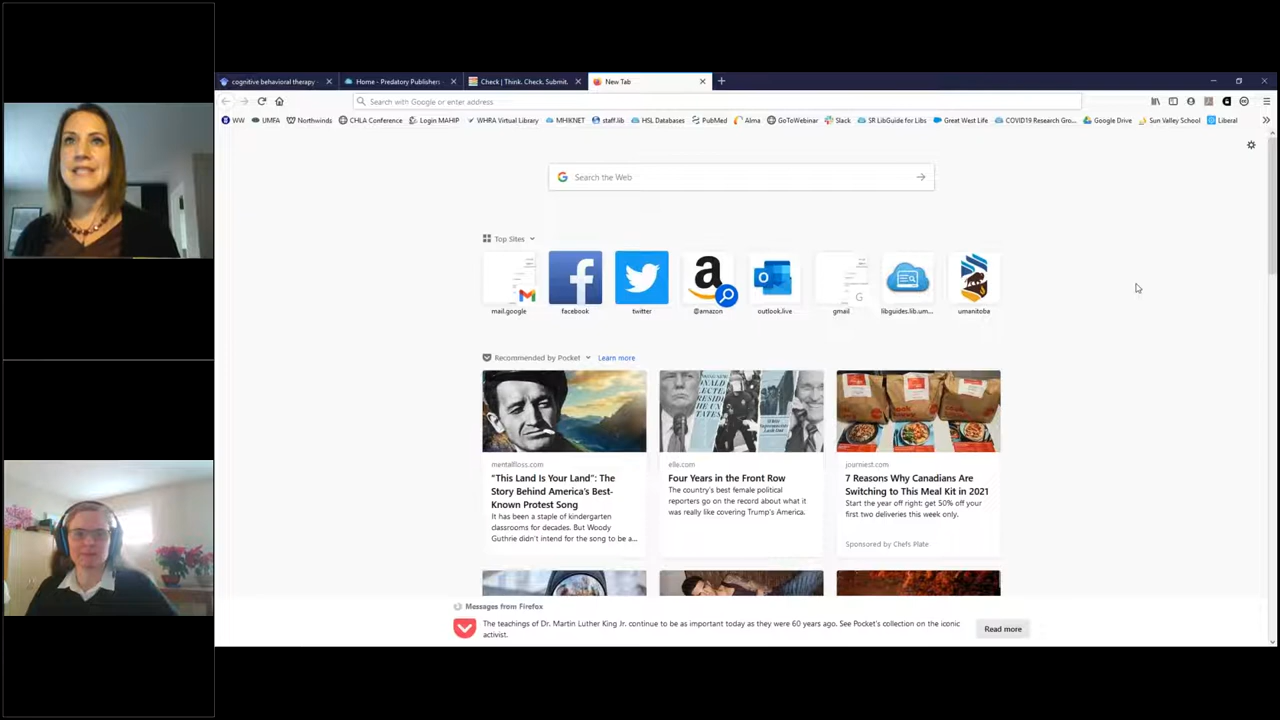 cognitive behavioral therapy -
Home - Predatory Publishers -
Check | Think. Check. Submit.
New Tab
Search with Google or enter address
WW
UMFA
Northwinds
CHLA Conference
Login MAHIP
WHRA Virtual Library
MHIKNET
staff.lib
HSL Databases
PubMed
Alma
GoToWebinar
Slack
SR LibGuide for Libs
Great West Life
COVID19 Research Gro...
Google Drive
Sun Valley School
Liberal
Search the Web
Top Sites
mail.google
facebook
twitter
@amazon
outlook.live
gmail
libguides.lib.um...
umanitoba
Recommended by Pocket
Learn more
mentalfloss.com
"This Land Is Your Land": The
Story Behind America's Best-
Known Protest Song
It has been a staple of kindergarten
classrooms for decades. But Woody
Guthrie didn't intend for the song to be a...
elle.com
Four Years in the Front Row
The country's best female political
reporters go on the record about what it
was really like covering Trump's America.
journiest.com
7 Reasons Why Canadians Are
Switching to This Meal Kit in 2021
Start the year off right: get 50% off your
first two deliveries this week only.
Sponsored by Chefs Plate
Messages from Firefox
The teachings of Dr. Martin Luther King Jr. continue to be as important today as they were 60 years ago. See Pocket's collection on the iconic
activist.
Read more